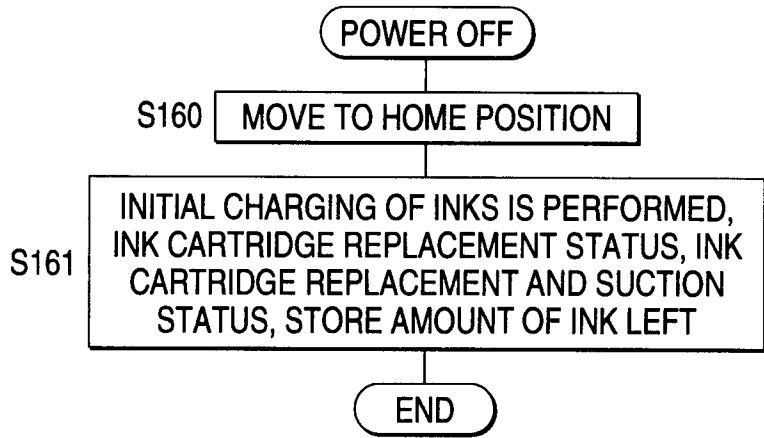 POWER OFF
S160 MOVE TO HOME POSITION
S161
INITIAL CHARGING OF INKS IS PERFORMED,
INK CARTRIDGE REPLACEMENT STATUS, INK
CARTRIDGE REPLACEMENT AND SUCTION
STATUS, STORE AMOUNT OF INK LEFT
END